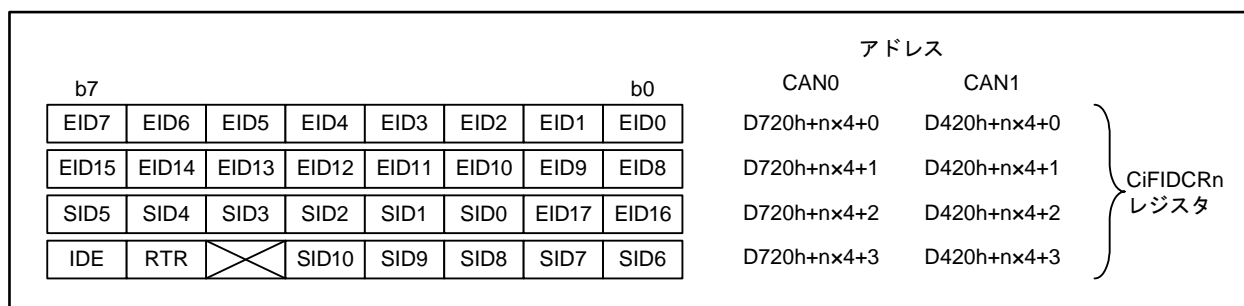 アドレス
b7 b0 CAN0 CAN1
EID7 EID6 EID5 EID4 EID3 EID2 EID1 EID0 D720h+n×4+0 D420h+n×4+0
EID15 EID14 EID13 EID12 EID11 EID10 EID9 EID8 D720h+n×4+1 D420h+n×4+1
CiFIDCRn
レジスタ
SID5 SID4 SID3 SID2 SID1 SID0 EID17 EID16 D720h+n×4+2 D420h+n×4+2
IDE RTR SID10 SID9 SID8 SID7 SID6 D720h+n×4+3 D420h+n×4+3